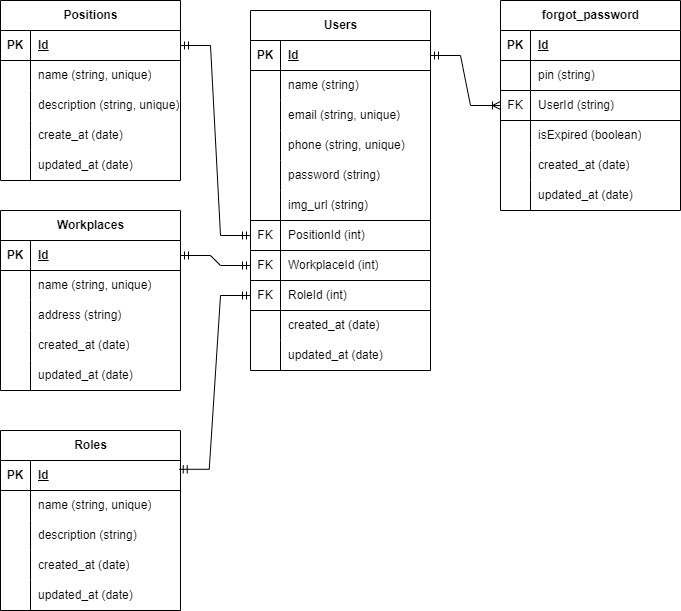 Positions
PK Id
name (string, unique)
description (string, unique)
create_at (date)
updated_at (date)
Workplaces
PK Id
name (string, unique)
address (string)
created_at (date)
updated_at (date)
Roles
PK Id
name (string, unique)
description (string)
created_at (date)
updated_at (date)
Users
PK Id
name (string)
email (string, unique)
phone (string, unique)
password (string)
img_url (string)
FK PositionId (int)
FK WorkplaceId (int)
FK RoleId (int)
created_at (date)
updated_at (date)
forgot_password
PK Id
pin (string)
FK UserId (string)
isExpired (boolean)
created_at (date)
updated_at (date)